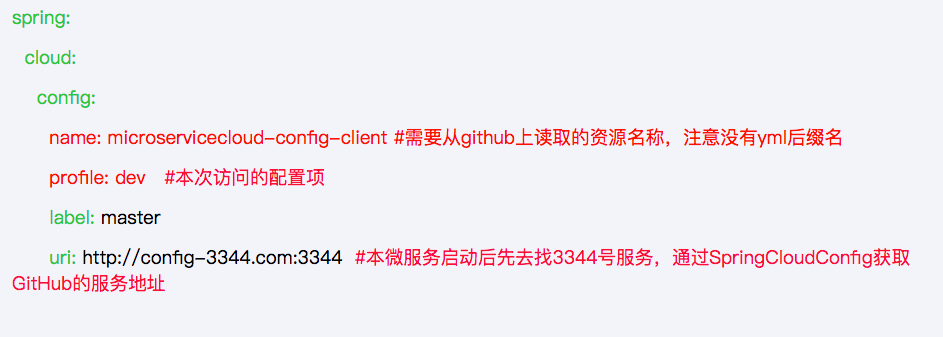 spring:
cloud:
config:
name: microservicecloud-config-client #需要从github上读取的资源名称，注意没有yml后缀名
profile: dev #本次访问的配置项
label: master
uri: http://config-3344.com:3344 #本微服务启动后先去找3344号服务，通过SpringCloudConfig获取
GitHub的服务地址